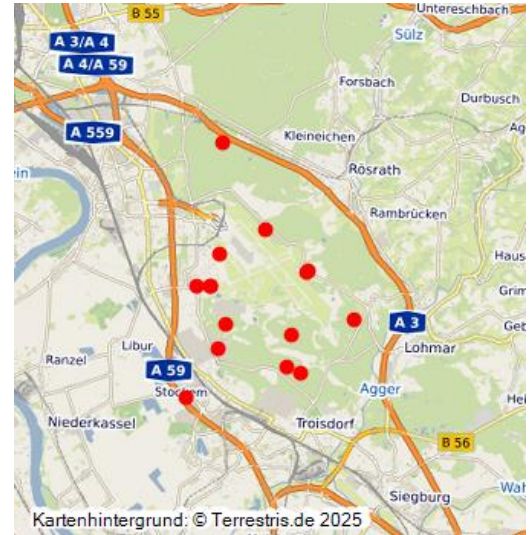 B 55
Untereschbach
A 3/A 4
Sülz
A 4/A 59
Forsbach
Durbusch
A 559
Kleineichen
Rösrath
Rambrücken
Haus
Grim
Libur
A 3
Geb
Ranzel
A 59
Lohmar
Stockem
Agger
Niederkassel
Troisdorf
B 56
Siegburg
Kartenhintergrund: © Terrestris.de 2025